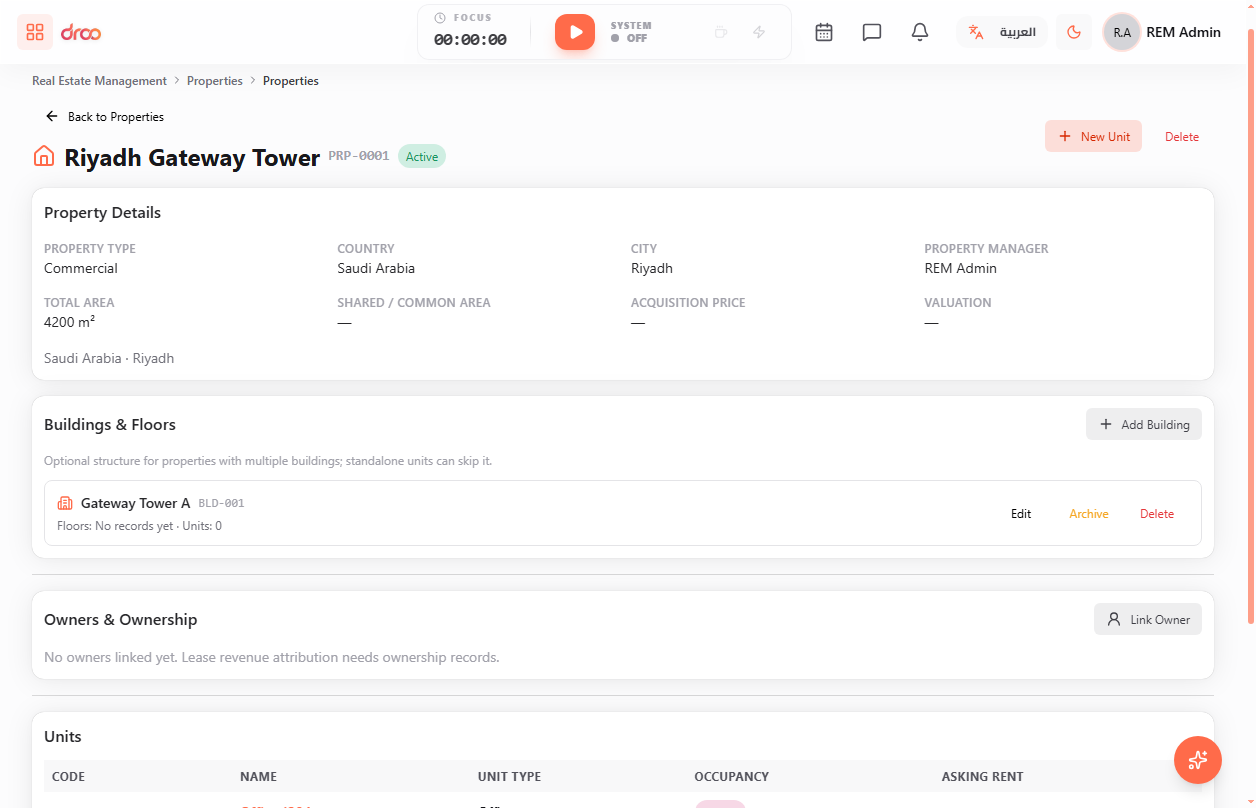 droo
FOCUS
00:00:00
SYSTEM
OFF
العربية
R.A
REM Admin
Real Estate Management > Properties > Properties
Back to Properties
Riyadh Gateway Tower PRP-0001 Active
New Unit
Delete
Property Details
PROPERTY TYPE COUNTRY CITY PROPERTY MANAGER
Commercial Saudi Arabia Riyadh REM Admin
TOTAL AREA SHARED / COMMON AREA ACQUISITION PRICE VALUATION
4200 m² — — —
Saudi Arabia · Riyadh
Buildings & Floors
Add Building
Optional structure for properties with multiple buildings; standalone units can skip it.
Gateway Tower A BLD-001
Floors: No records yet · Units: 0
Edit Archive Delete
Owners & Ownership
Link Owner
No owners linked yet. Lease revenue attribution needs ownership records.
Units
CODE NAME UNIT TYPE OCCUPANCY ASKING RENT